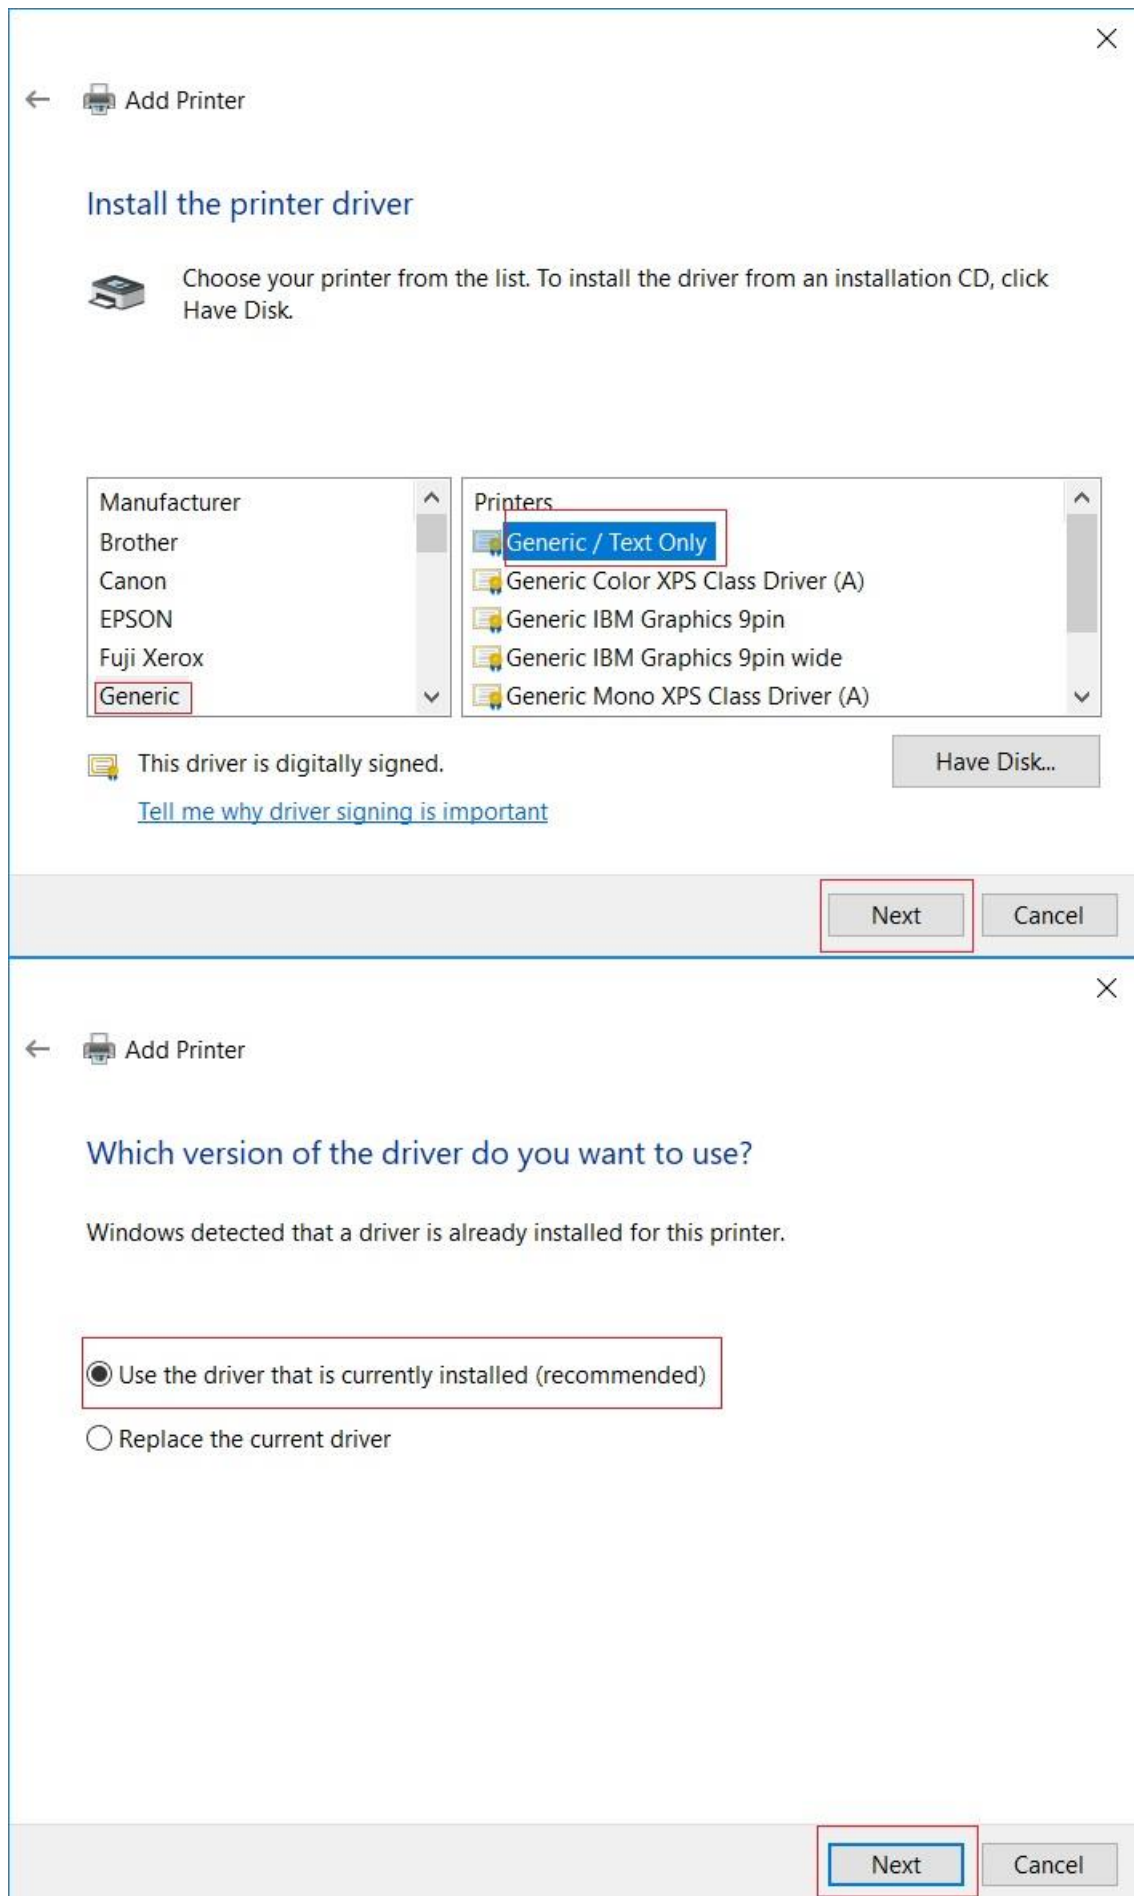 Add Printer
Install the printer driver
Choose your printer from the list. To install the driver from an installation CD, click
Have Disk.
Manufacturer
Brother
Canon
EPSON
Fuji Xerox
Generic
Printers
Generic / Text Only
Generic Color XPS Class Driver (A)
Generic IBM Graphics 9pin
Generic IBM Graphics 9pin wide
Generic Mono XPS Class Driver (A)
This driver is digitally signed.
Have Disk...
Tell me why driver signing is important
Next
Cancel
Add Printer
Which version of the driver do you want to use?
Windows detected that a driver is already installed for this printer.
Use the driver that is currently installed (recommended)
Replace the current driver
Next
Cancel